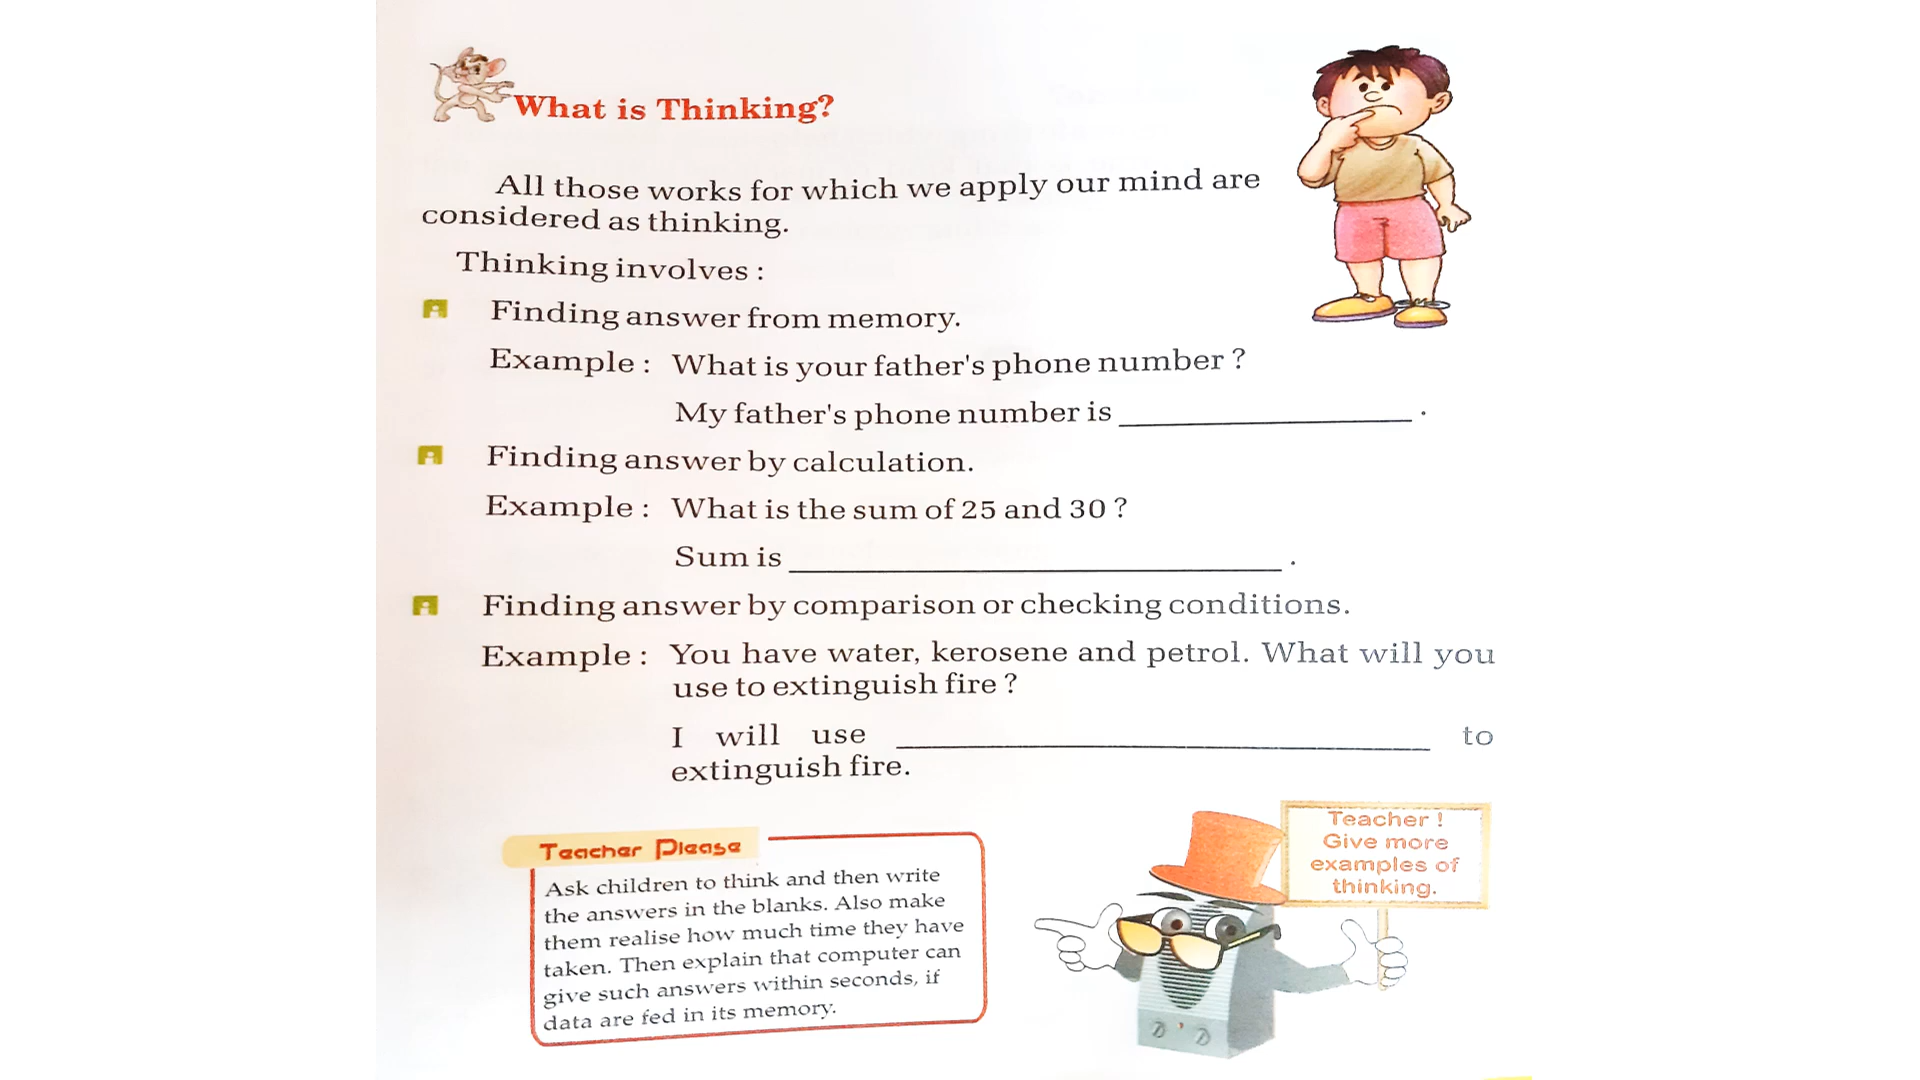 What is Thinking?
All those works for which we apply our mind are
considered as thinking.
Thinking involves :
Finding answer from memory.
Example : What is your father's phone number ?
My father's phone number is ____________________ .
Finding answer by calculation.
Example : What is the sum of 25 and 30 ?
Sum is ____________________ .
Finding answer by comparison or checking conditions.
Example : You have water, kerosene and petrol. What will you
use to extinguish fire ?
I will use ____________________ to
extinguish fire.
Teacher Please
Ask children to think and then write
the answers in the blanks. Also make
them realise how much time they have
taken. Then explain that computer can
give such answers within seconds, if
data are fed in its memory.
Teacher !
Give more
examples of
thinking.